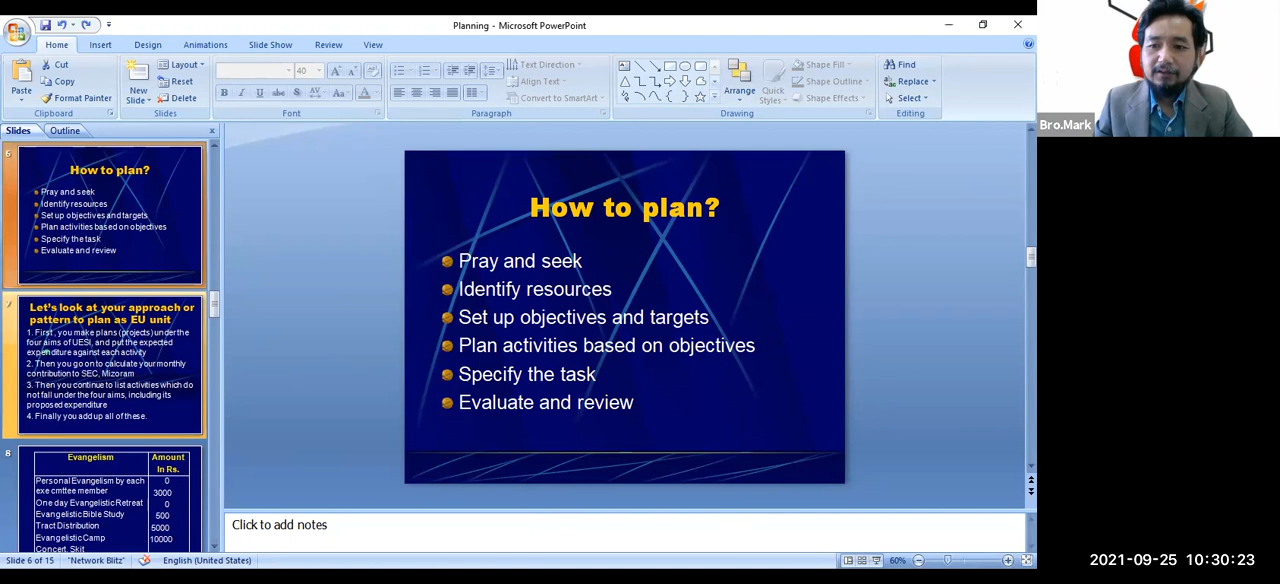 Planning - Microsoft PowerPoint
Home Insert Design Animations Slide Show Review View
Paste
Cut
Copy
Format Painter
Clipboard
New
Slide
Layout
Reset
Delete
Slides
40
B I U abc S AV Aa A
Font
Text Direction
Align Text
Convert to SmartArt
Paragraph
Arrange
Quick
Styles
Shape Fill
Shape Outline
Shape Effects
Drawing
Find
Replace
Select
Editing
Bro.Mark
Slides Outline
6
How to plan?
Pray and seek
Identify resources
Set up objectives and targets
Plan activities based on objectives
Specify the task
Evaluate and review
7
Let's look at your approach or
pattern to plan as EU unit
1. First , you make plans (projects) under the
four aims of UESI, and put the expected
expenditure against each activity
2. Then you go on to calculate your monthly
contribution to SEC, Mizoram
3. Then you continue to list activities which do
not fall under the four aims, including its
proposed expenditure
4. Finally you add up all of these.
8
Evangelism Amount
In Rs.
Personal Evangelism by each 0
exe cmttee member 3000
One day Evangelistic Retreat 0
Evangelistic Bible Study 500
Tract Distribution 5000
Evangelistic Camp 10000
Concert, Skit
How to plan?
Pray and seek
Identify resources
Set up objectives and targets
Plan activities based on objectives
Specify the task
Evaluate and review
Click to add notes
Slide 6 of 15 "Network Blitz" English (United States) 60%
2021-09-25 10:30:23